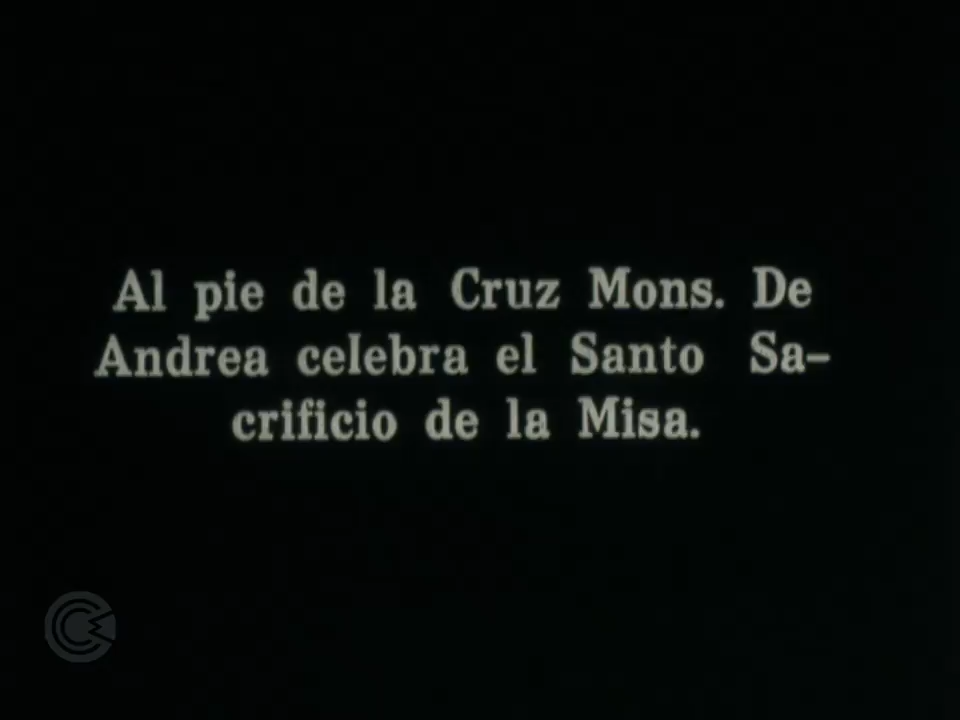 Al pie de la Cruz Mons. De
Andrea celebra el Santo Sa–
crificio de la Misa.